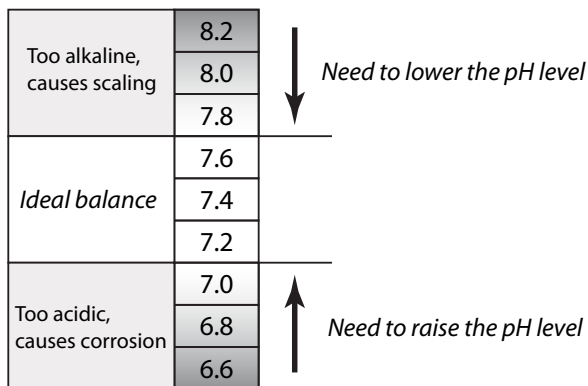 Too alkaline,
causes scaling
8.2
8.0
7.8
Need to lower the pH level
Ideal balance
7.6
7.4
7.2
Too acidic,
causes corrosion
7.0
6.8
6.6
Need to raise the pH level